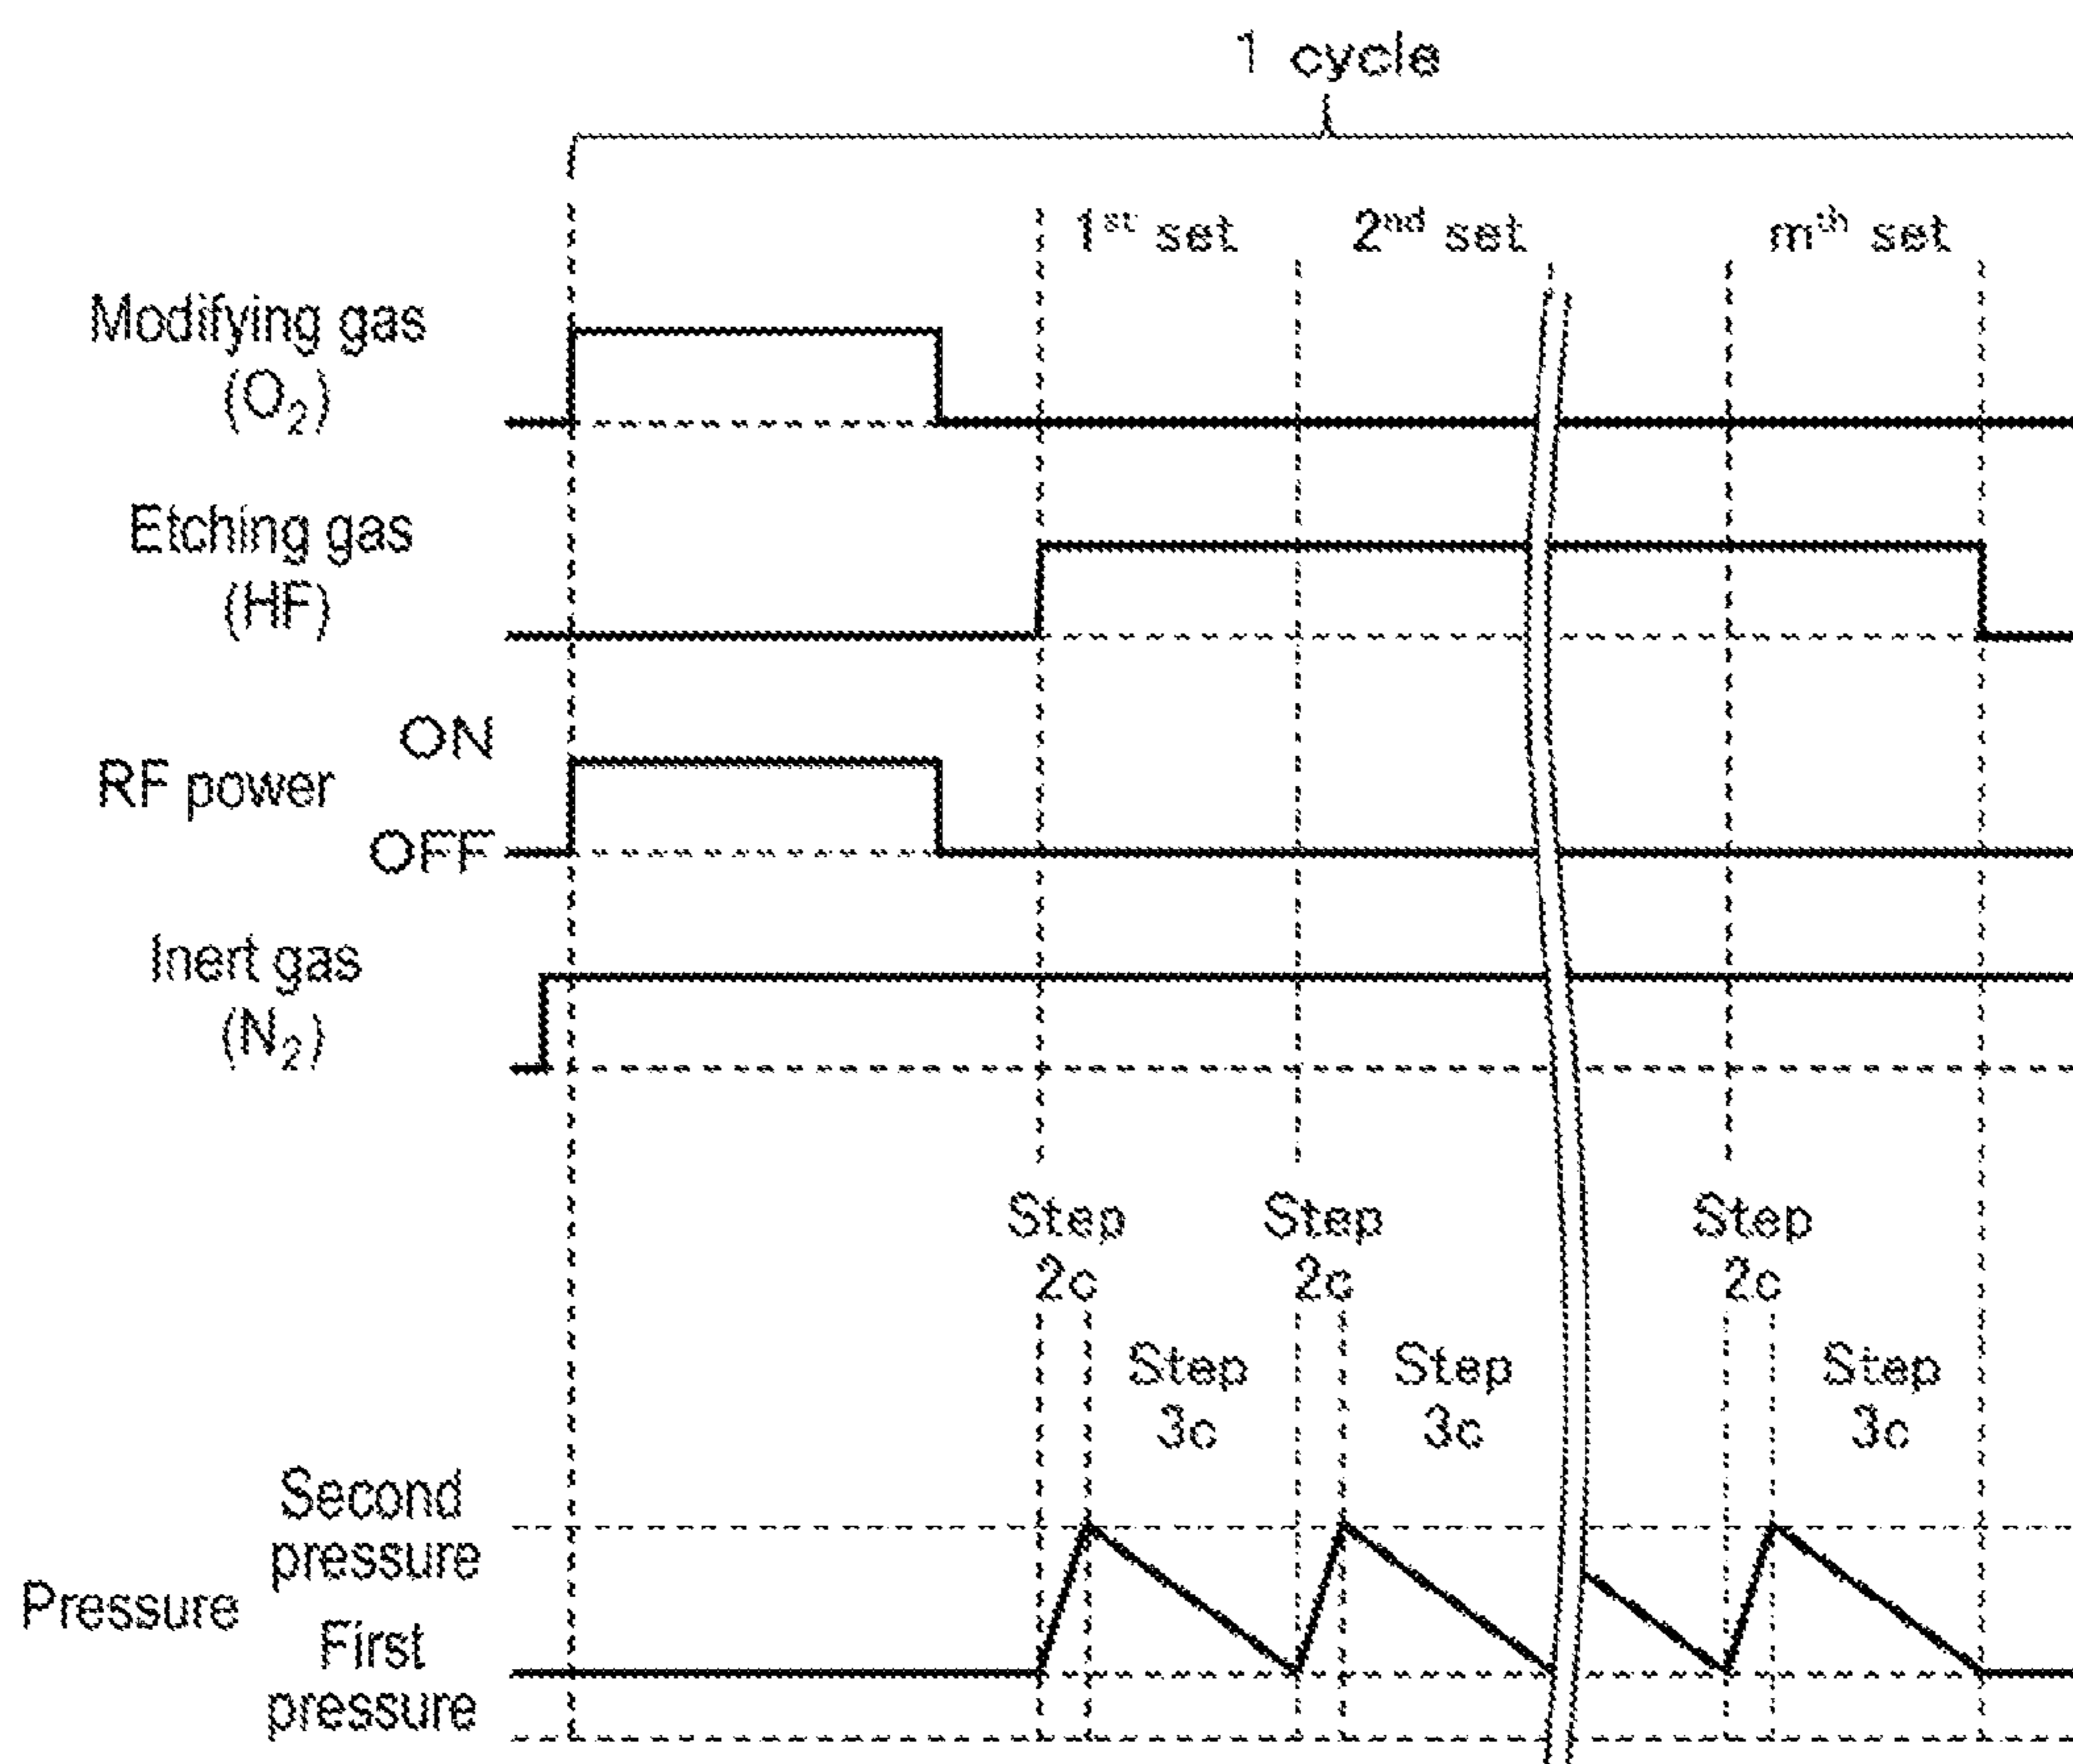 1 cycle
1st set
2nd set
mth set
Modifying gas
(O2)
Etching gas
(HF)
ON
RF power
OFF
Inert gas
(N2)
Step
2c
Step
2c
Step
2c
Step
3c
Step
3c
Step
3c
Second
pressure
Pressure
First
pressure